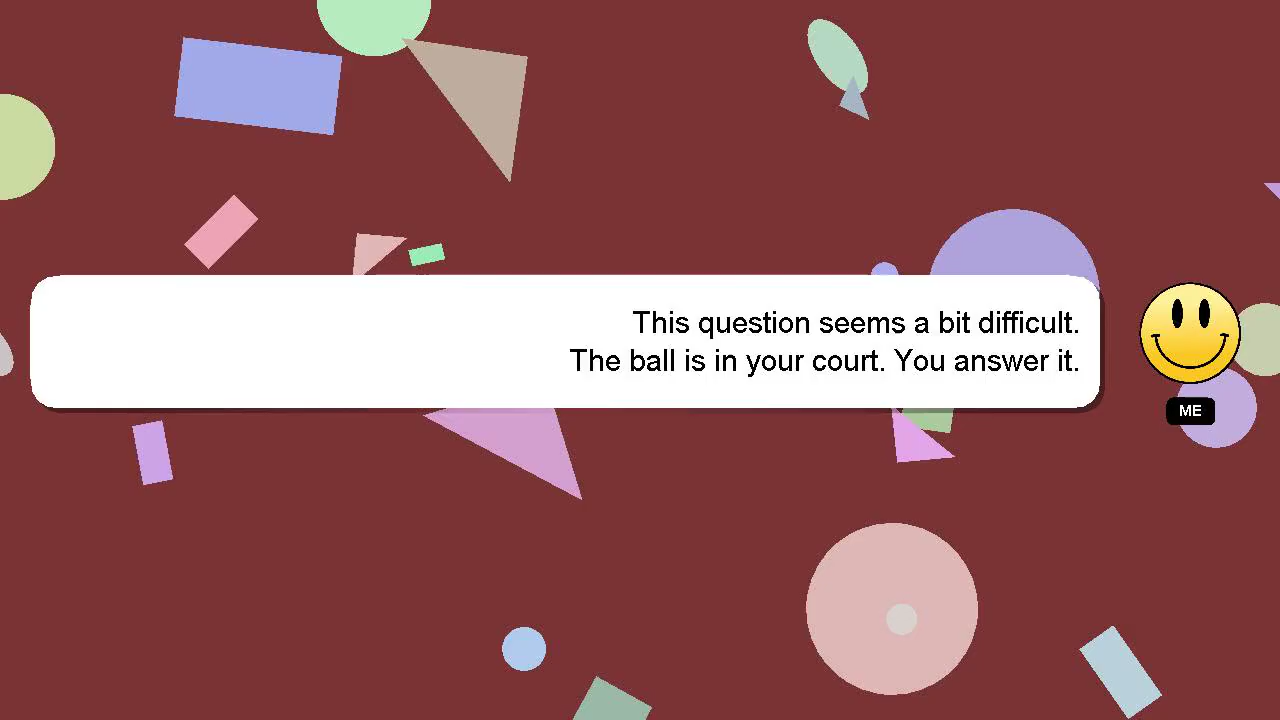 This question seems a bit difficult.
The ball is in your court. You answer it.
ME